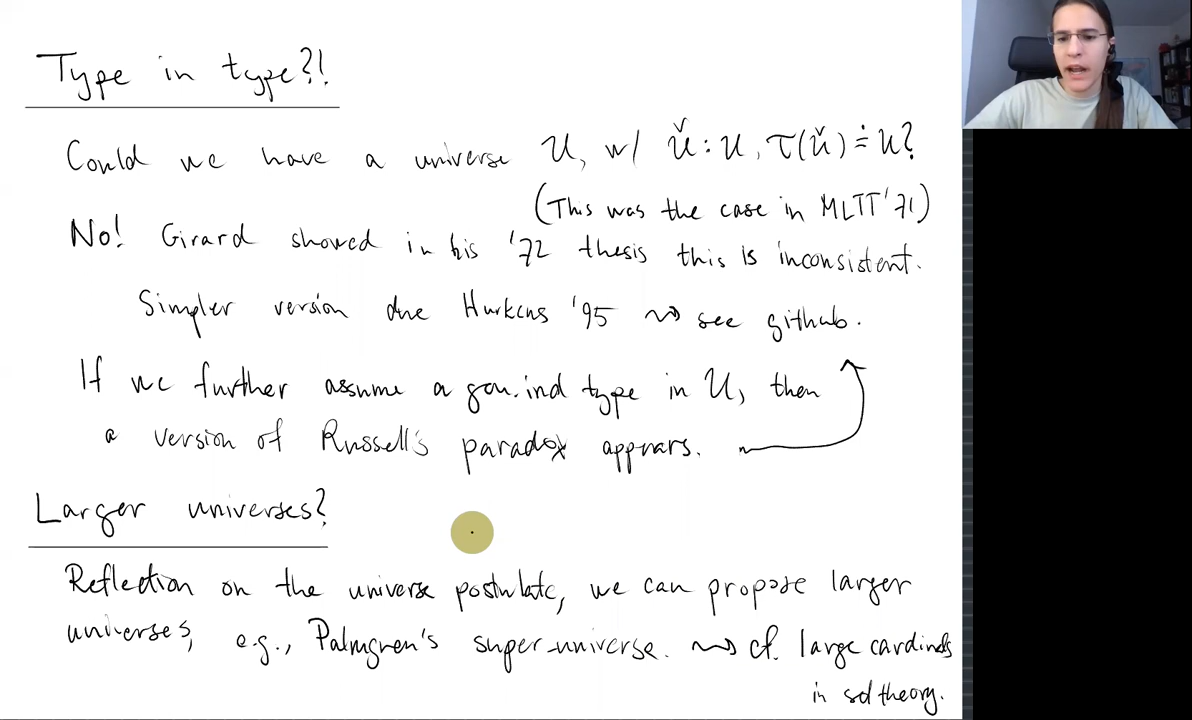 Type in type?!
Could we have a universe 𝒰, w/ 𝒰̌ : 𝒰, 𝒯(𝒰̌) ≐ 𝒰?
(This was the case in MLTT '71)
No! Girard showed in his '72 thesis this is inconsistent.
Simpler version due Hurkens '95 ⇝ see github.
If we further assume a gen. ind type in 𝒰, then
a version of Russell's paradox appears.
Larger universes?
Reflection on the universe postulate, we can propose larger
universes, e.g., Palmgren's super-universe. ⇝ cf. large cardinals
in set theory.